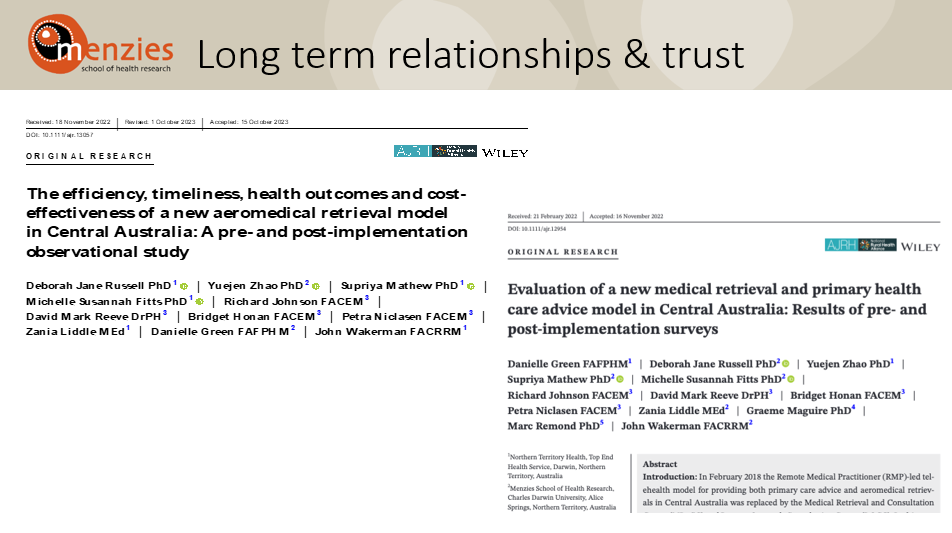 menzies
school of health research
Long term relationships & trust
Received: 18 November 2022 | Revised: 1 October 2023 | Accepted: 15 October 2023
DOI: 10.1111/ajr.13057
ORIGINAL RESEARCH
AJRH
WILEY
The efficiency, timeliness, health outcomes and cost-
effectiveness of a new aeromedical retrieval model
in Central Australia: A pre- and post-implementation
observational study
Deborah Jane Russell PhD1 | Yuejen Zhao PhD2 | Supriya Mathew PhD1 |
Michelle Susannah Fitts PhD1 | Richard Johnson FACEM3 |
David Mark Reeve DrPH3 | Bridget Honan FACEM3 | Petra Niclasen FACEM3 |
Zania Liddle MEd1 | Danielle Green FAFPHM2 | John Wakerman FACRRM1
Received: 21 February 2022 | Accepted: 16 November 2022
DOI: 10.1111/ajr.12954
ORIGINAL RESEARCH
AJRH
WILEY
Evaluation of a new medical retrieval and primary health
care advice model in Central Australia: Results of pre- and
post-implementation surveys
Danielle Green FAFPHM1 | Deborah Jane Russell PhD2 | Yuejen Zhao PhD1 |
Supriya Mathew PhD2 | Michelle Susannah Fitts PhD2 |
Richard Johnson FACEM3 | David Mark Reeve DrPH3 | Bridget Honan FACEM3 |
Petra Niclasen FACEM3 | Zania Liddle MEd2 | Graeme Maguire PhD4 |
Marc Remond PhD5 | John Wakerman FACRRM2
1Northern Territory Health, Top End
Health Service, Darwin, Northern
Territory, Australia
2Menzies School of Health Research,
Charles Darwin University, Alice
Springs, Northern Territory, Australia
Abstract
Introduction: In February 2018 the Remote Medical Practitioner (RMP)-led tel-
ehealth model for providing both primary care advice and aeromedical retriev-
als in Central Australia was replaced by the Medical Retrieval and Consultation